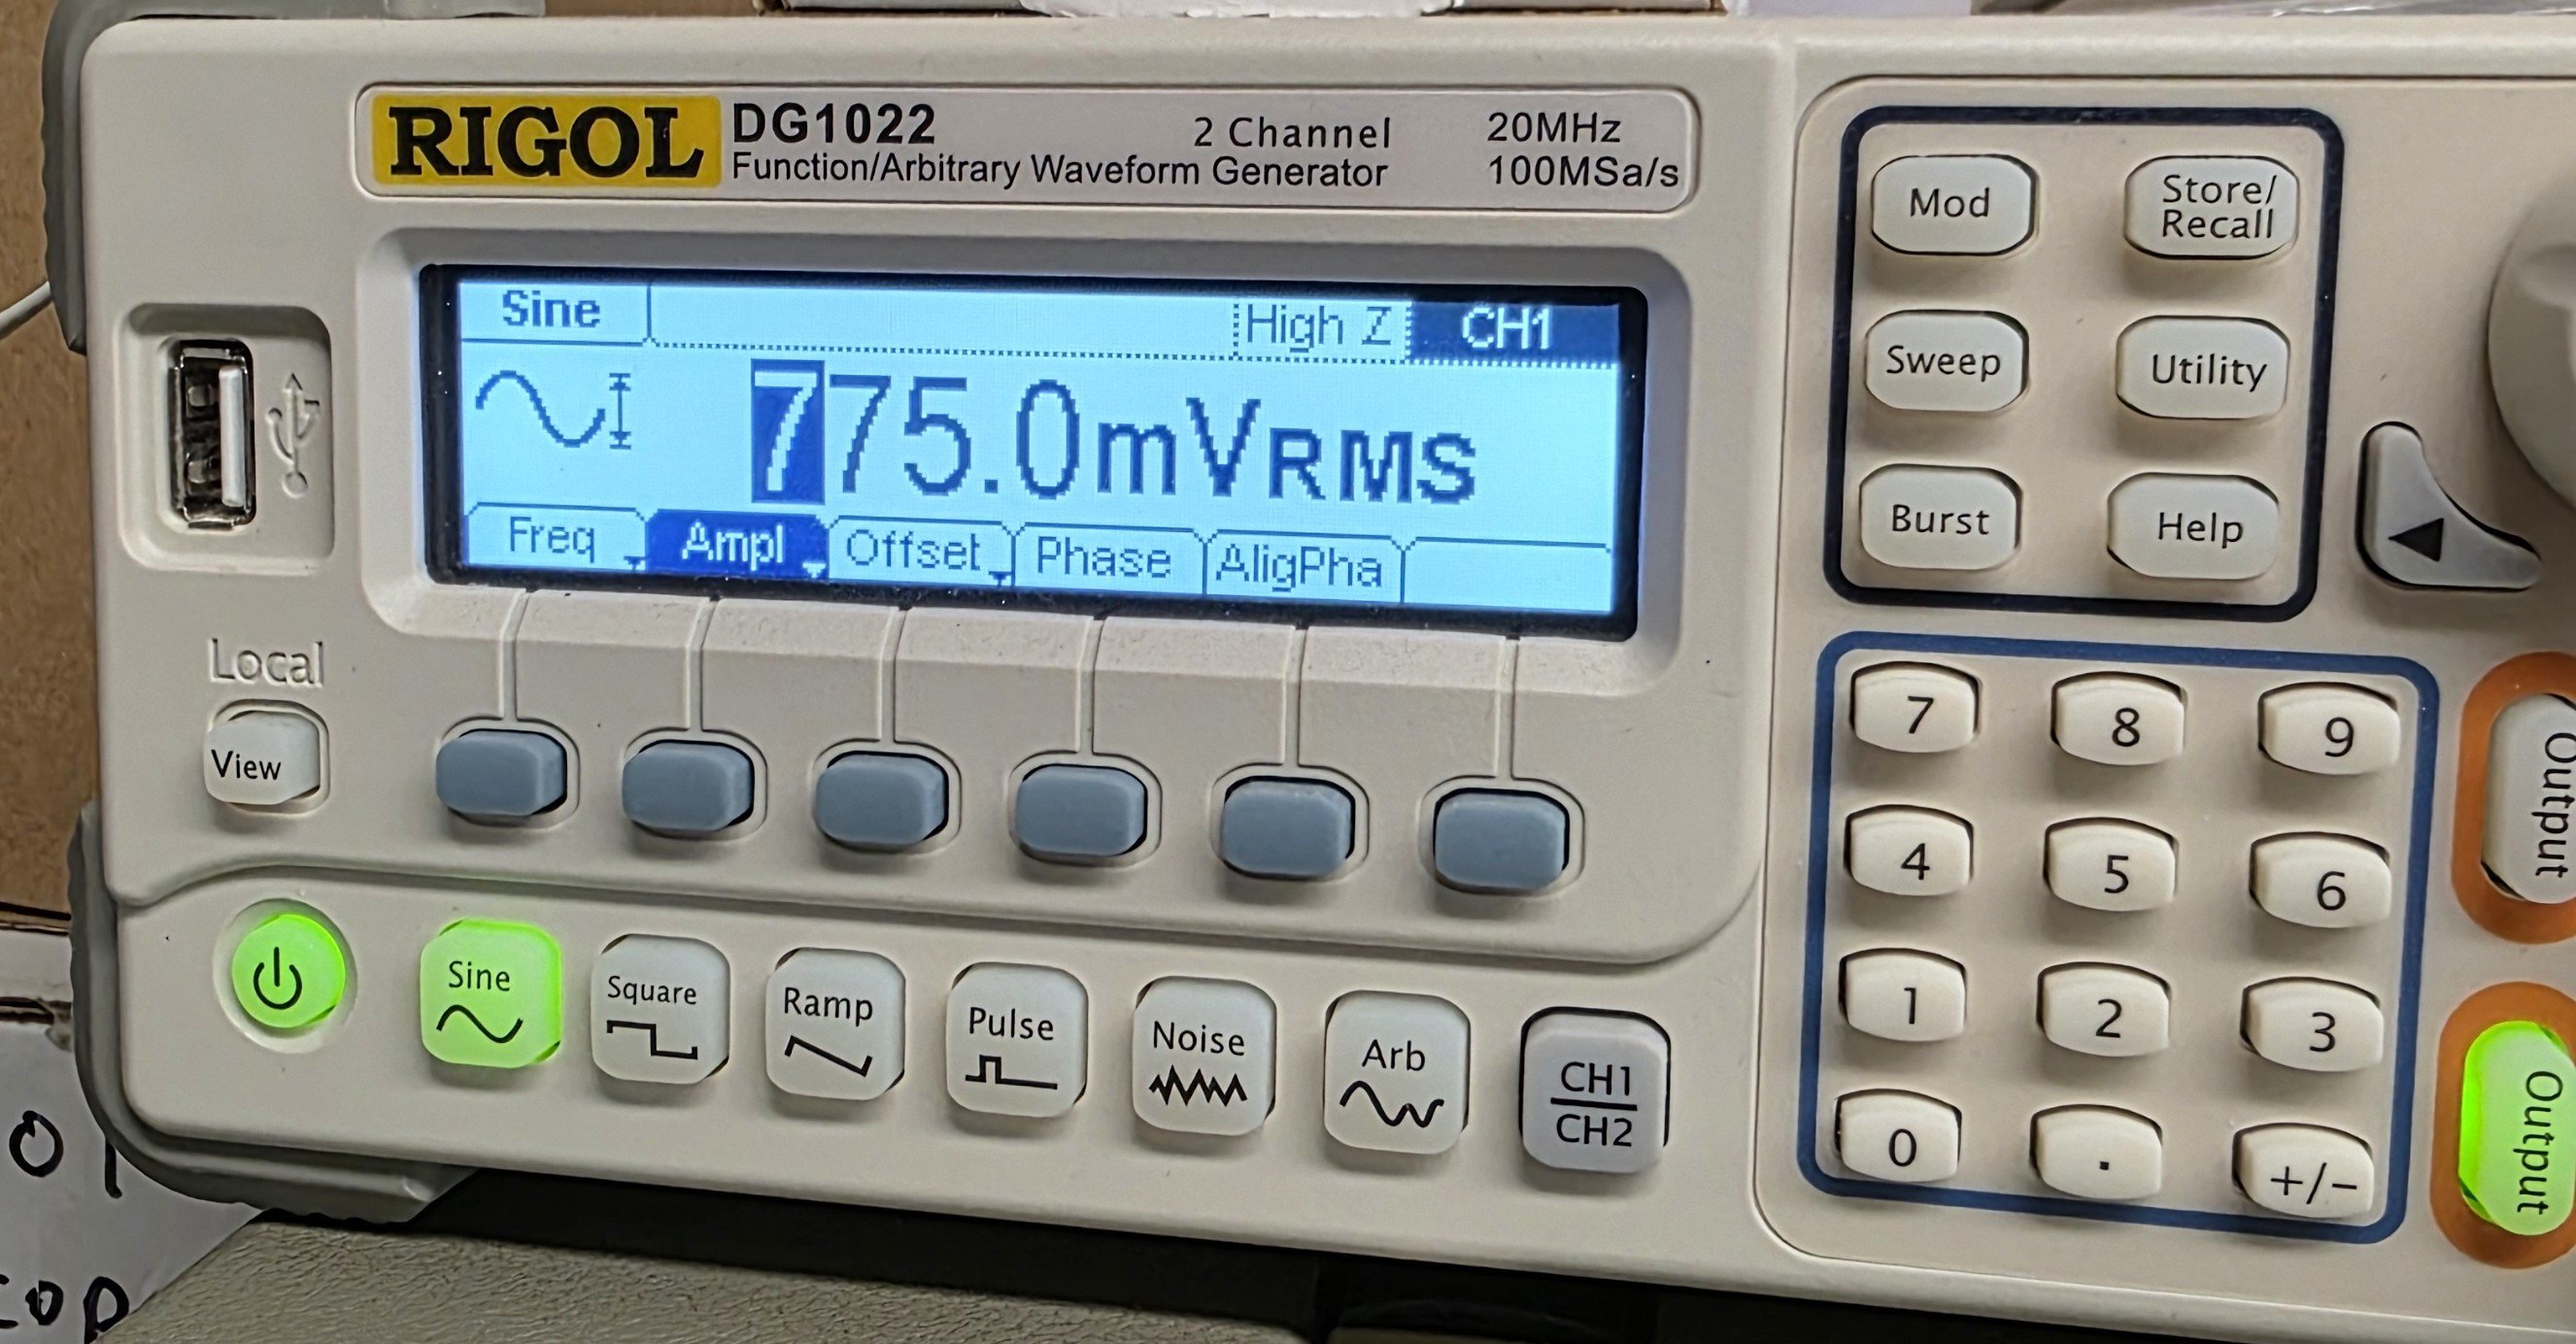 RIGOL DG1022 2 Channel 20MHz
Function/Arbitrary Waveform Generator 100MSa/s
Sine High Z CH1
775.0mVRMS
Freq Ampl Offset Phase AligPha
Local
View
Sine Square Ramp Pulse Noise Arb CH1
CH2
Mod Store/
Recall
Sweep Utility
Burst Help
7 8 9
4 5 6
1 2 3
0 . +/-
Output
Output